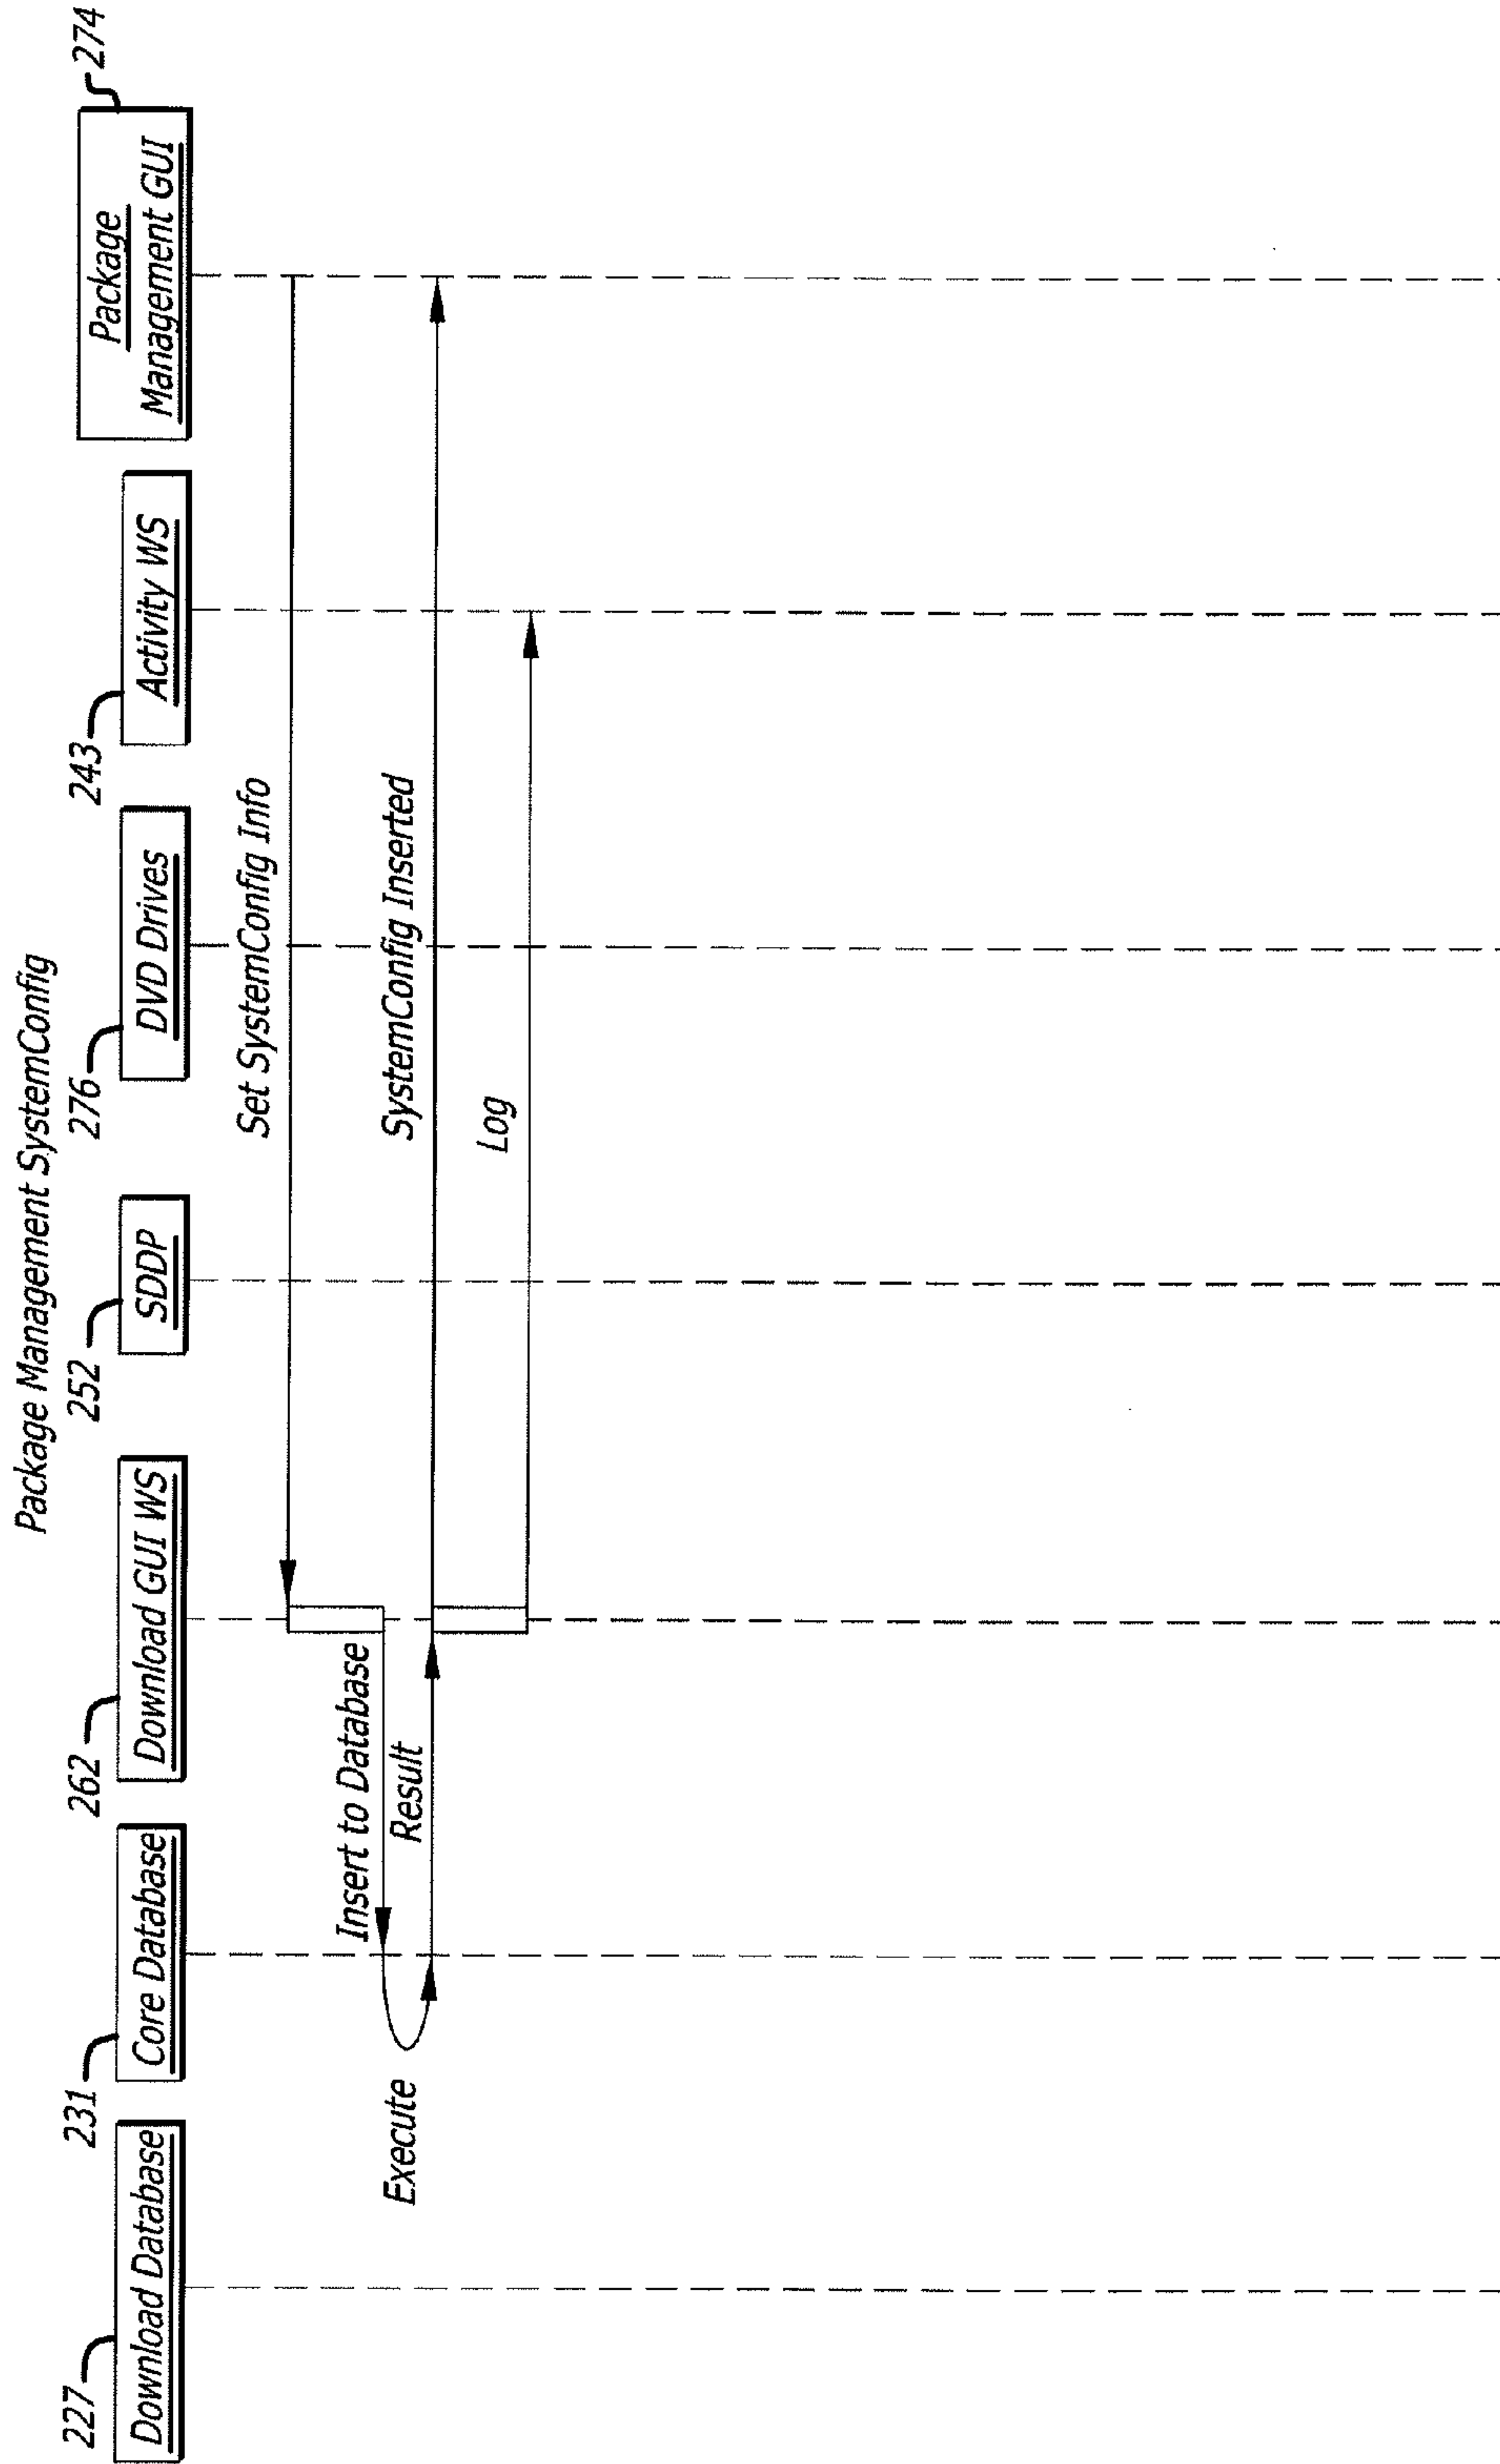 Package Management SystemConfig
227
231
262
252
276
243
274
Download Database
Core Database
Download GUI WS
SDDP
DVD Drives
Activity WS
Package
Management GUI
Set SystemConfig Info
Insert to Database
Execute
Result
SystemConfig Inserted
Log